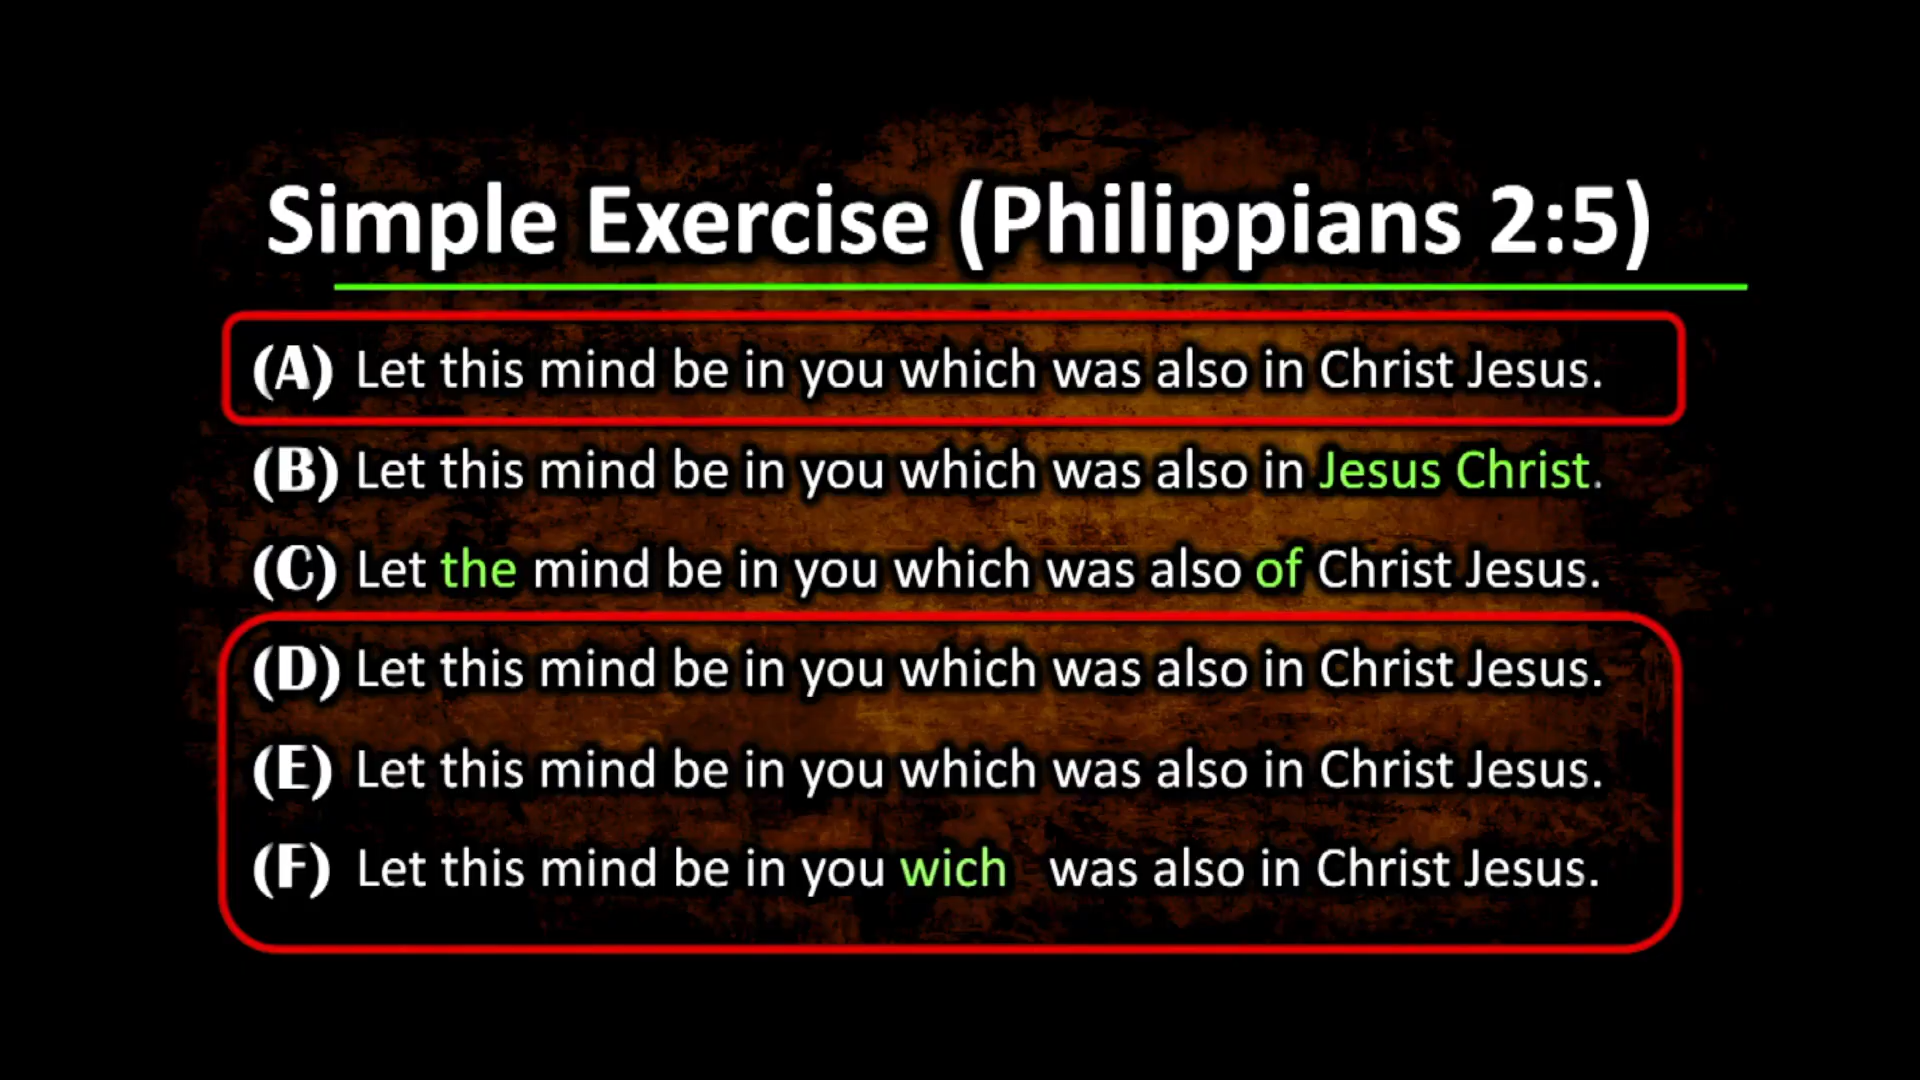 Simple Exercise (Philippians 2:5)
(A) Let this mind be in you which was also in Christ Jesus.
(B) Let this mind be in you which was also in Jesus Christ.
(C) Let the mind be in you which was also of Christ Jesus.
(D) Let this mind be in you which was also in Christ Jesus.
(E) Let this mind be in you which was also in Christ Jesus.
(F) Let this mind be in you wich was also in Christ Jesus.